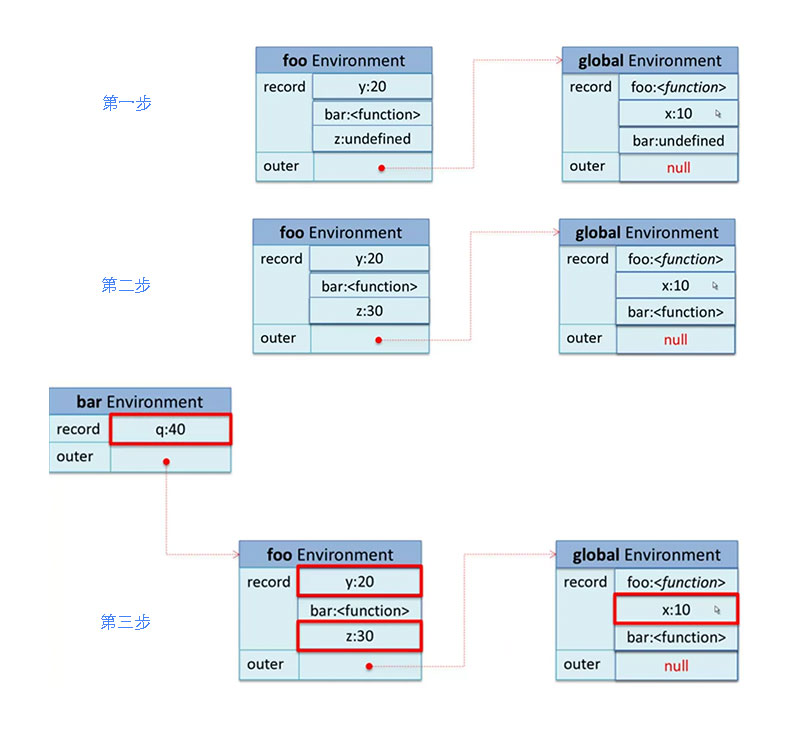 第一步
foo Environment
record y:20
bar:<function>
z:undefined
outer
global Environment
record foo:<function>
x:10
bar:undefined
outer null
第二步
foo Environment
record y:20
bar:<function>
z:30
outer
global Environment
record foo:<function>
x:10
bar:<function>
outer null
bar Environment
record q:40
outer
第三步
foo Environment
record y:20
bar:<function>
z:30
outer
global Environment
record foo:<function>
x:10
bar:<function>
outer null